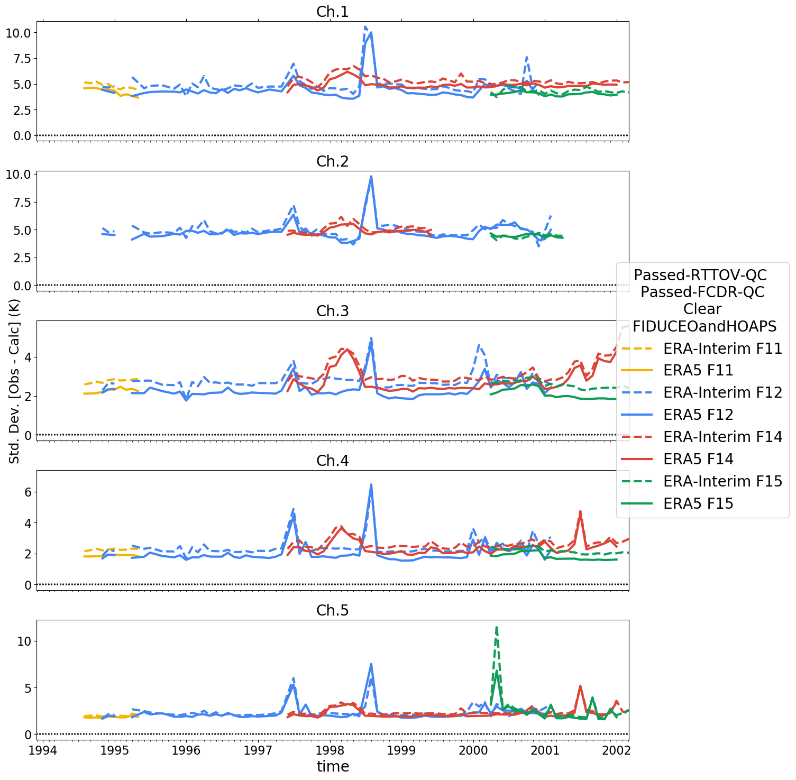 Ch.1
10.0
7.5
5.0
2.5
0.0
Ch.2
10.0
7.5
5.0
2.5
0.0
Ch.3
4
2
0
Ch.4
6
4
2
0
Ch.5
10
5
0
Std. Dev. [Obs -Calc] (K)
1994 1995 1996 1997 1998 1999 2000 2001 2002
time
Passed-RTTOV-QC
Passed-FCDR-QC
Clear
FIDUCEOandHOAPS
ERA-Interim F11
ERA5 F11
ERA-Interim F12
ERA5 F12
ERA-Interim F14
ERA5 F14
ERA-Interim F15
ERA5 F15